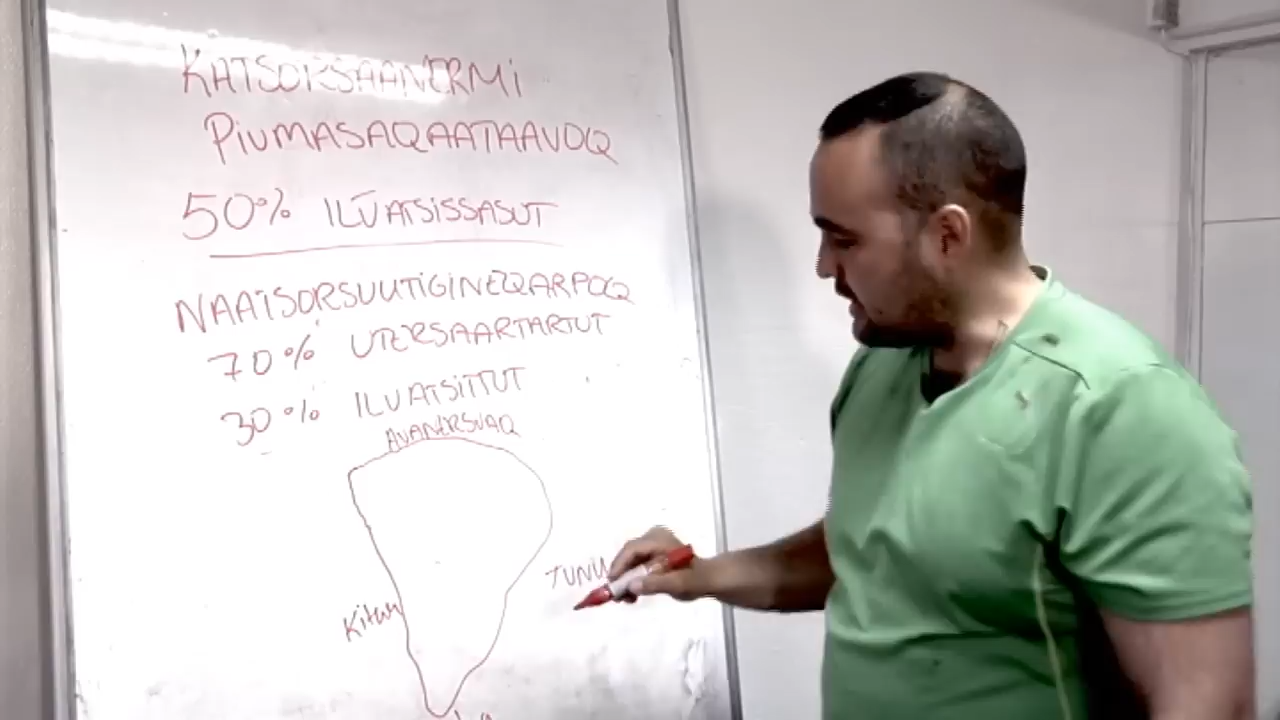 KATSORSAANERMI
PIUMASAQAATAAVOQ
50% ILUATSISSASUT
NAATSORSUUTIGINEQARPOQ
70% UTERSAARTARTUT
30% ILUATSITTUT
AVANERSUAQ
TUNU
Kitaa